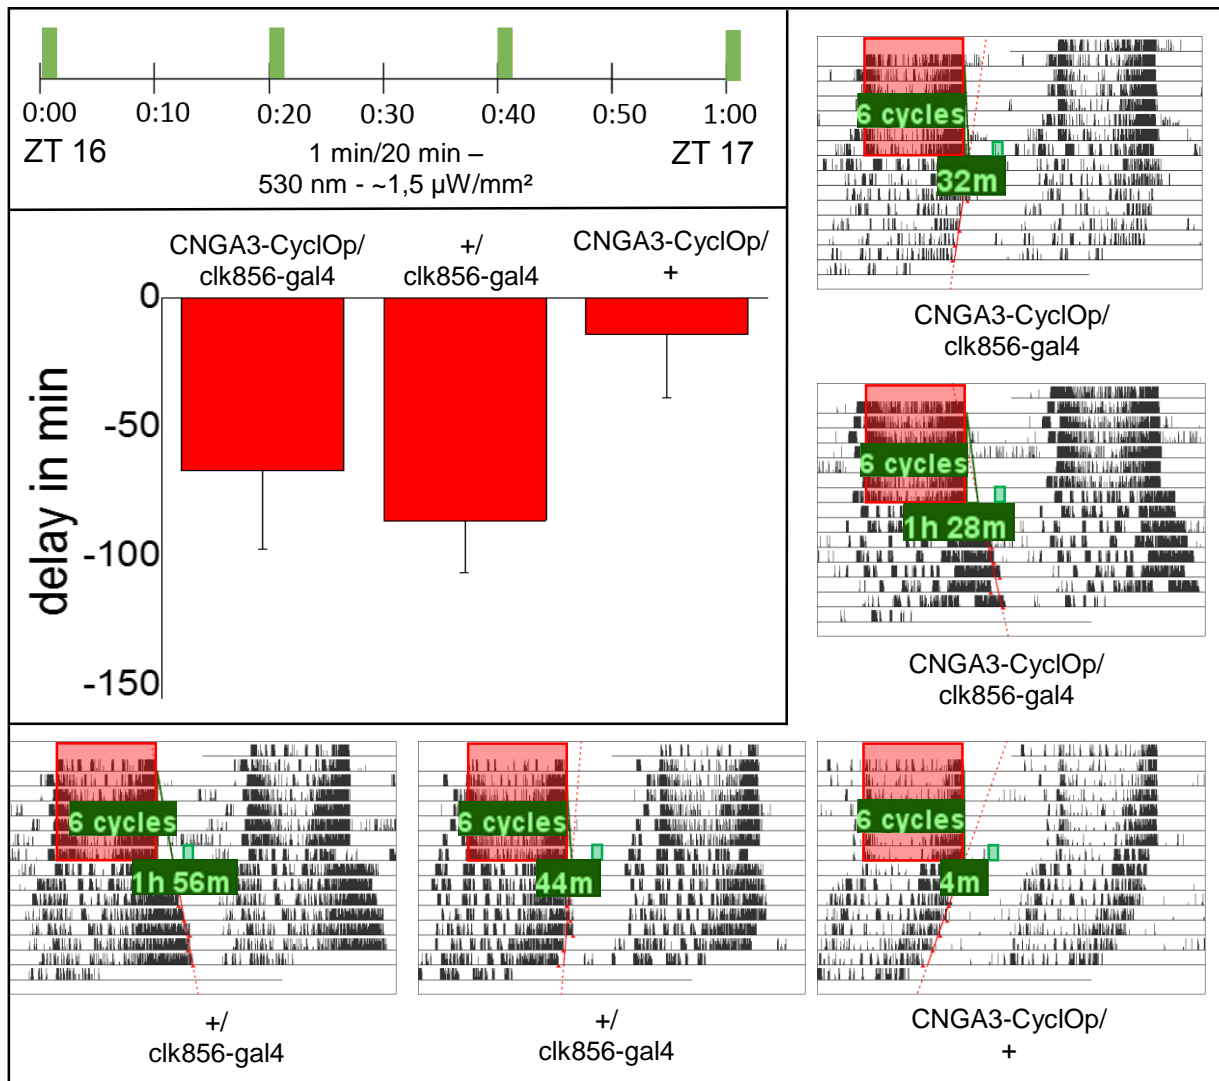 0:00 0:10 0:20 0:30 0:40 0:50 1:00
ZT 16
ZT 17
1 min/20 min –
530 nm - ~1,5 µW/mm²
CNGA3-CyclOp/
clk856-gal4
+/
clk856-gal4
CNGA3-CyclOp/
+
delay in min
0
-50
-100
-150
6 cycles
32m
CNGA3-CyclOp/
clk856-gal4
6 cycles
1h 28m
CNGA3-CyclOp/
clk856-gal4
6 cycles
1h 56m
+/
clk856-gal4
6 cycles
44m
+/
clk856-gal4
6 cycles
4m
CNGA3-CyclOp/
+